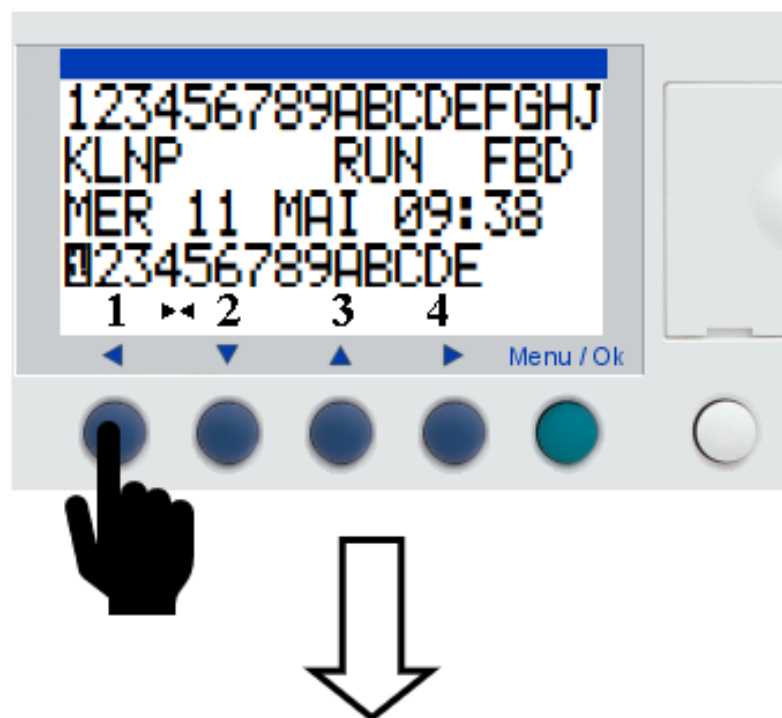 123456789ABCDEFGHJ
KLNP RUN FBD
MER 11 MAI 09:38
123456789ABCDE
1 2 3 4
Menu / Ok